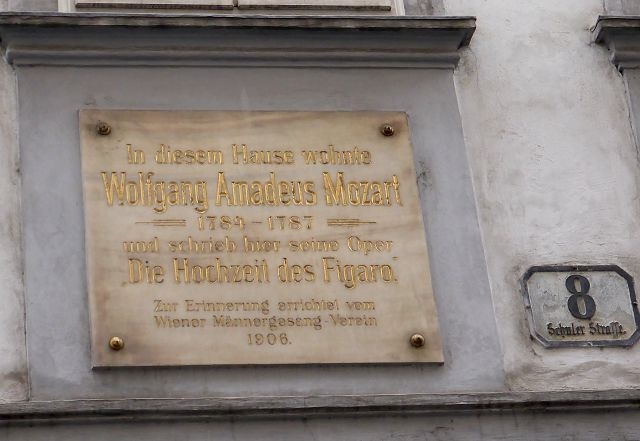 In diesem Hause wohnte
Wolfgang Amadeus Mozart
1784-1787
und schrieb hier seine Oper
„Die Hochzeit des Figaro.“
Zur Erinnerung errichtet vom
Wiener Männergesang-Verein
1906.
8
Schuler Straße.